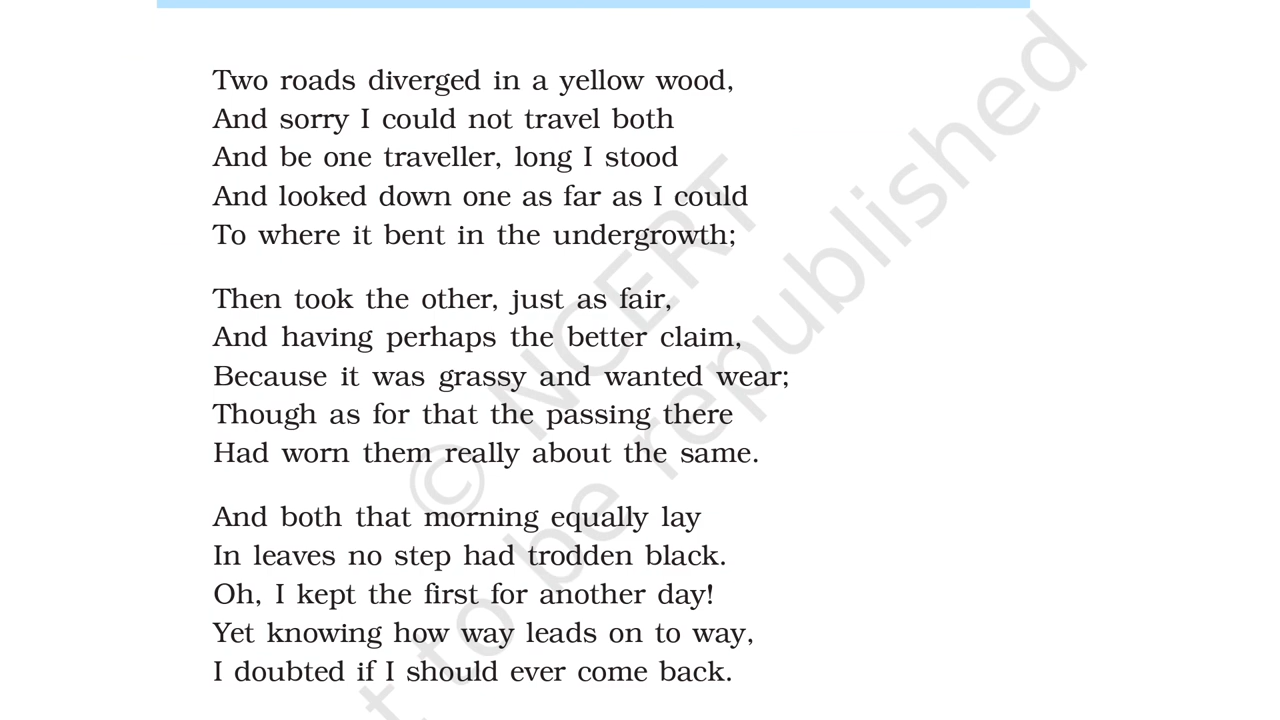 Two roads diverged in a yellow wood,
And sorry I could not travel both
And be one traveller, long I stood
And looked down one as far as I could
To where it bent in the undergrowth;
Then took the other, just as fair,
And having perhaps the better claim,
Because it was grassy and wanted wear;
Though as for that the passing there
Had worn them really about the same.
And both that morning equally lay
In leaves no step had trodden black.
Oh, I kept the first for another day!
Yet knowing how way leads on to way,
I doubted if I should ever come back.
© NCERT
t to be republished